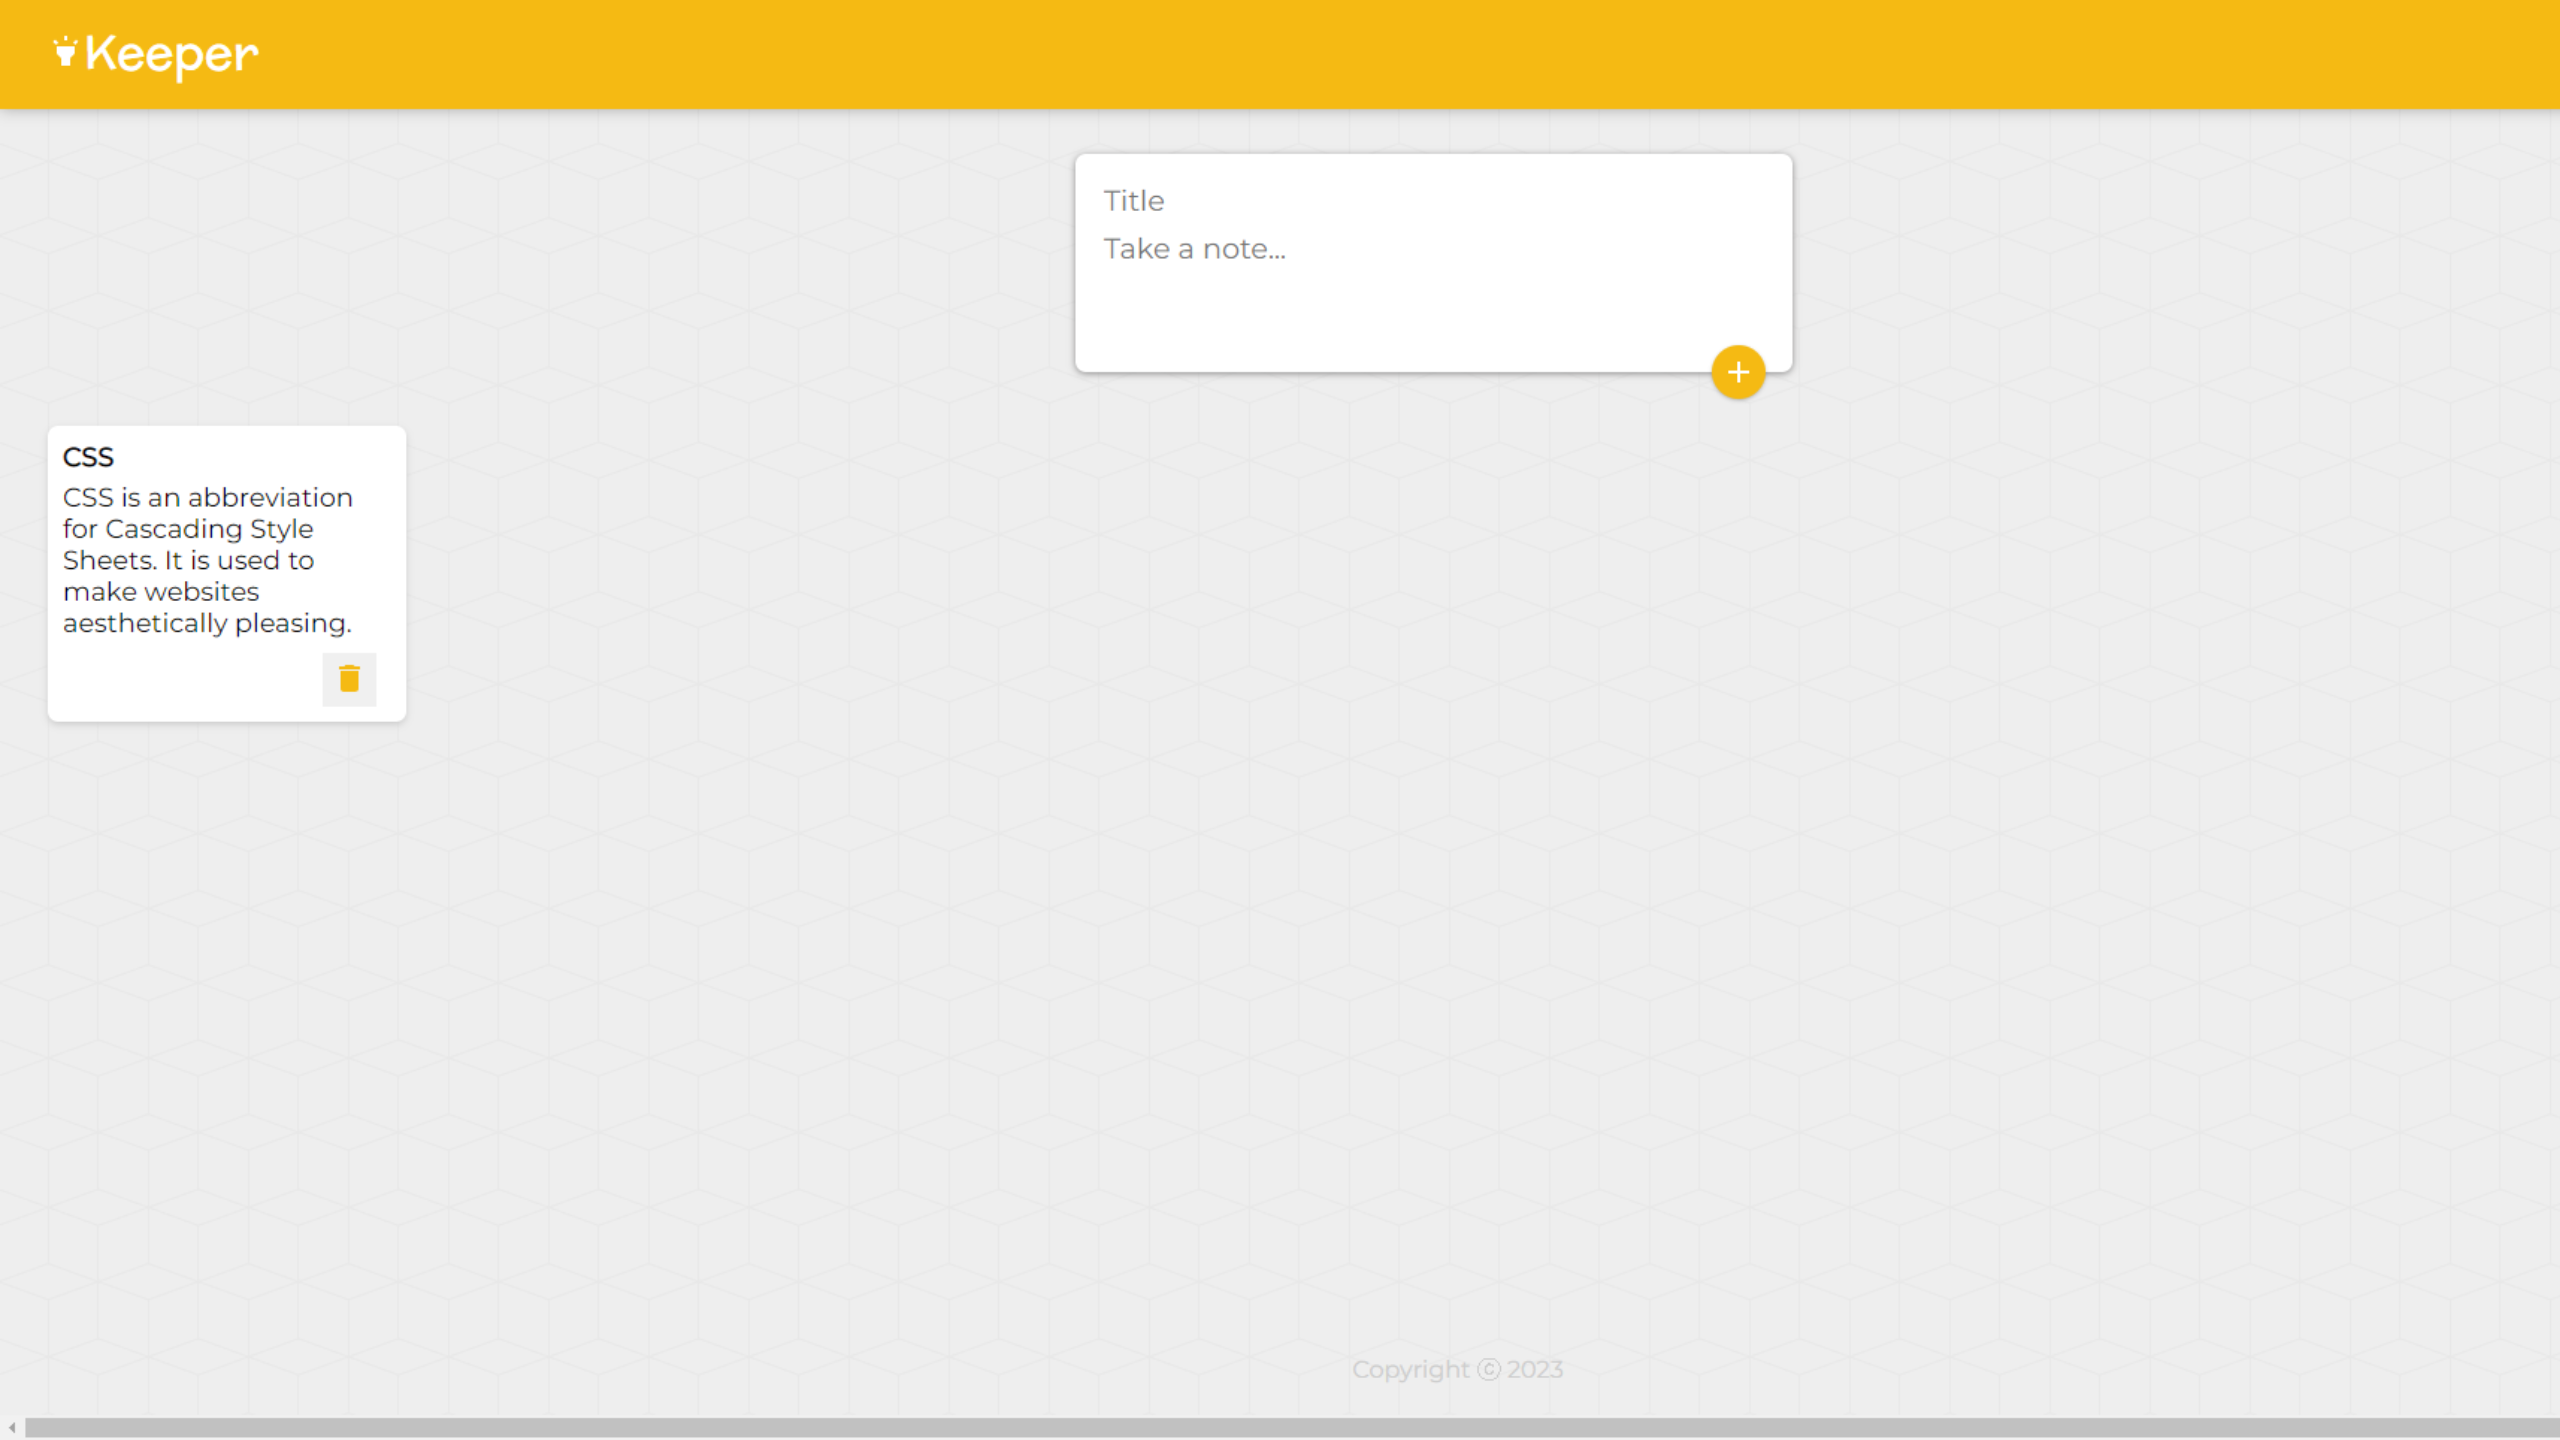 Keeper
Title
Take a note...
CSS
CSS is an abbreviation
for Cascading Style
Sheets. It is used to
make websites
aesthetically pleasing.
Copyright ⓒ 2023